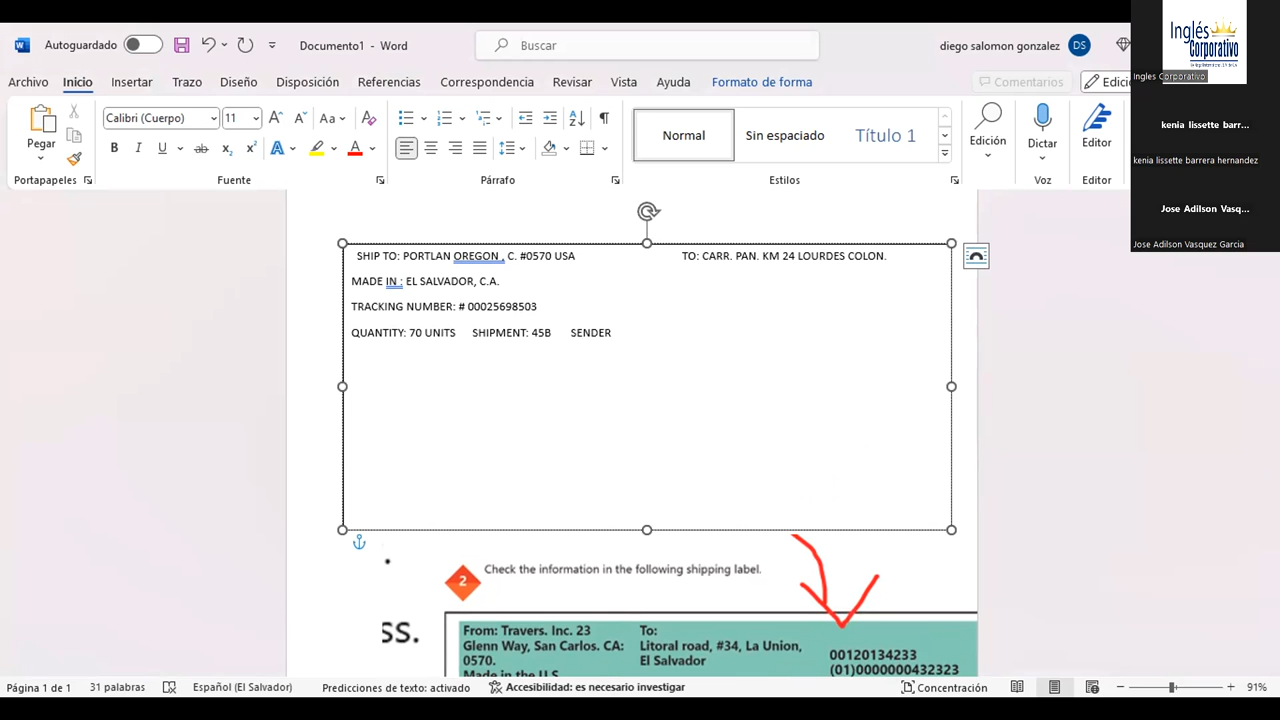 Autoguardado
Documento1 - Word
Buscar
diego salomon gonzalez
DS
Archivo Inicio Insertar Trazo Diseño Disposición Referencias Correspondencia Revisar Vista Ayuda Formato de forma
Comentarios
Pegar
Calibri (Cuerpo) 11
Normal
Sin espaciado
Título 1
Edición
Dictar
Editor
Portapapeles Fuente Párrafo Estilos Voz Editor
Inglés
Corporativo
Ingles Corporativo
kenia lissette barr...
kenia lissette barrera hernandez
Jose Adilson Vasq...
Jose Adilson Vasquez Garcia
SHIP TO: PORTLAN OREGON , C. #0570 USA TO: CARR. PAN. KM 24 LOURDES COLON.
MADE IN : EL SALVADOR, C.A.
TRACKING NUMBER: # 00025698503
QUANTITY: 70 UNITS SHIPMENT: 45B SENDER
2 Check the information in the following shipping label.
ss.
From: Travers. Inc. 23
Glenn Way, San Carlos. CA:
0570.
Made in the U.S
To:
Litoral road, #34, La Union,
El Salvador
00120134233
(01)0000000432323
Página 1 de 1 31 palabras Español (El Salvador) Predicciones de texto: activado Accesibilidad: es necesario investigar Concentración 91%